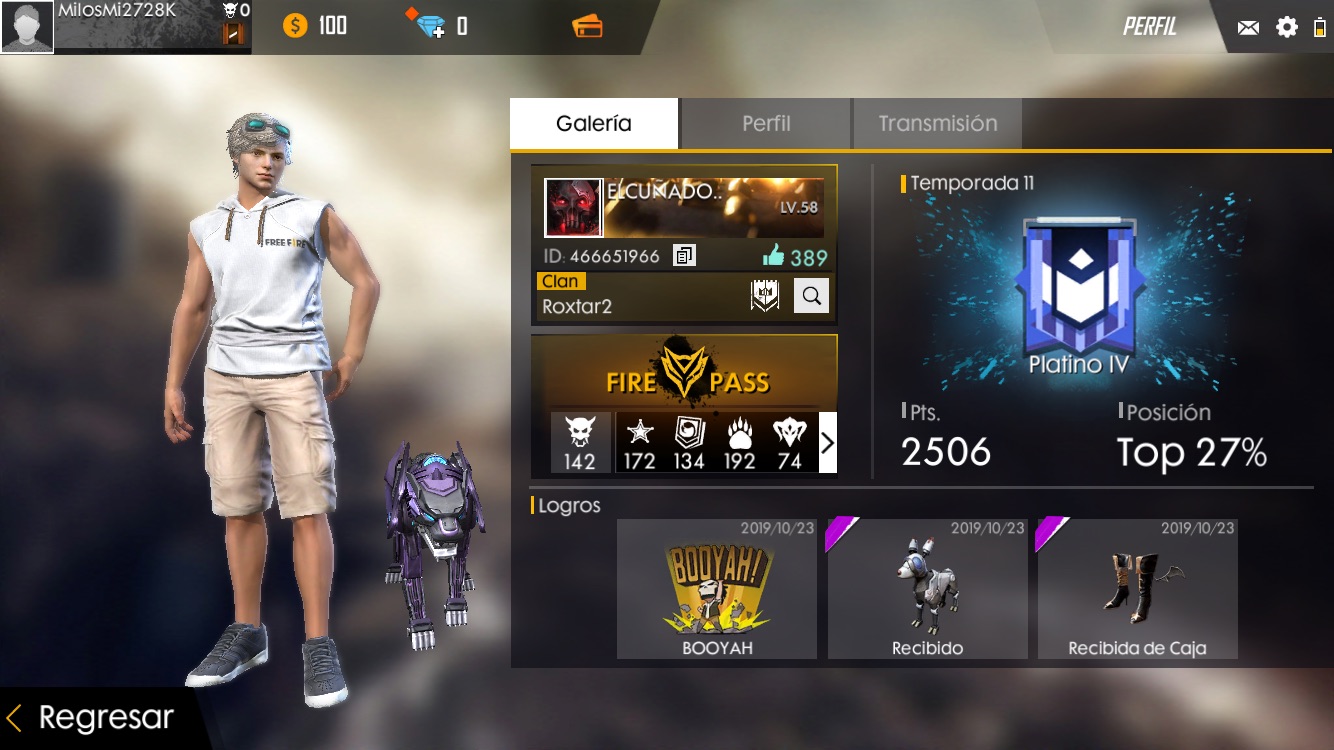 MilosMi2728K
0
100
0
PERFIL
Galería
Perfil
Transmisión
ELCUÑADO..
LV.58
ID: 466651966
389
Clan
Roxtar2
FIRE PASS
142
172
134
192
74
Temporada 11
Platino IV
Pts.
2506
Posición
Top 27%
Logros
2019/10/23
BOOYAH!
BOOYAH
2019/10/23
Recibido
2019/10/23
Recibida de Caja
FREE FIRE
Regresar